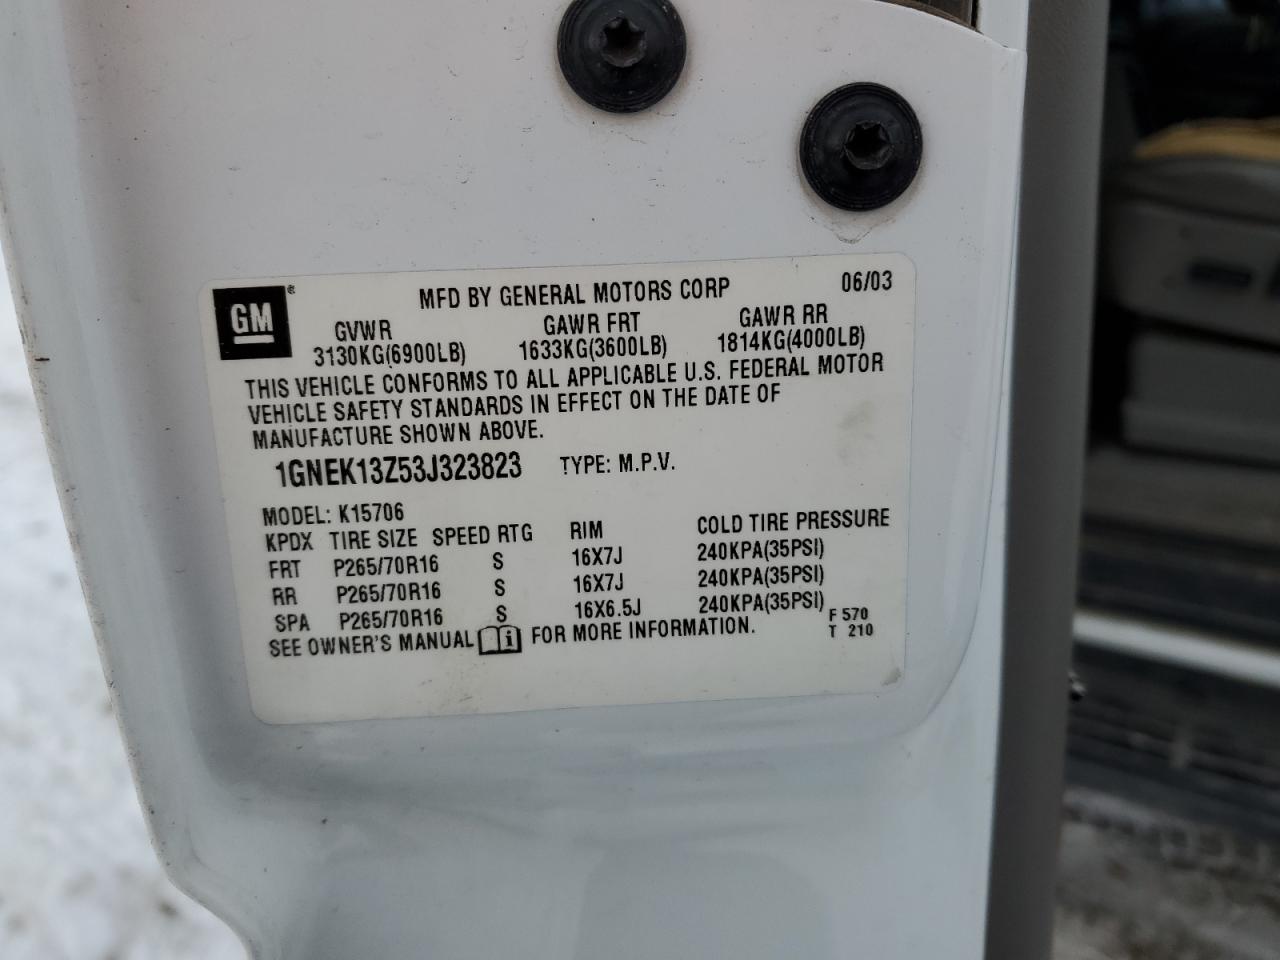 GM ®
MFD BY GENERAL MOTORS CORP 06/03
GVWR GAWR FRT GAWR RR
3130KG(6900LB) 1633KG(3600LB) 1814KG(4000LB)
THIS VEHICLE CONFORMS TO ALL APPLICABLE U.S. FEDERAL MOTOR
VEHICLE SAFETY STANDARDS IN EFFECT ON THE DATE OF
MANUFACTURE SHOWN ABOVE.
1GNEK13Z53J323823 TYPE: M.P.V.
MODEL: K15706
KPDX TIRE SIZE SPEED RTG RIM COLD TIRE PRESSURE
FRT P265/70R16 S 16X7J 240KPA(35PSI)
RR P265/70R16 S 16X7J 240KPA(35PSI)
SPA P265/70R16 S 16X6.5J 240KPA(35PSI)
SEE OWNER'S MANUAL i FOR MORE INFORMATION. F 570
T 210